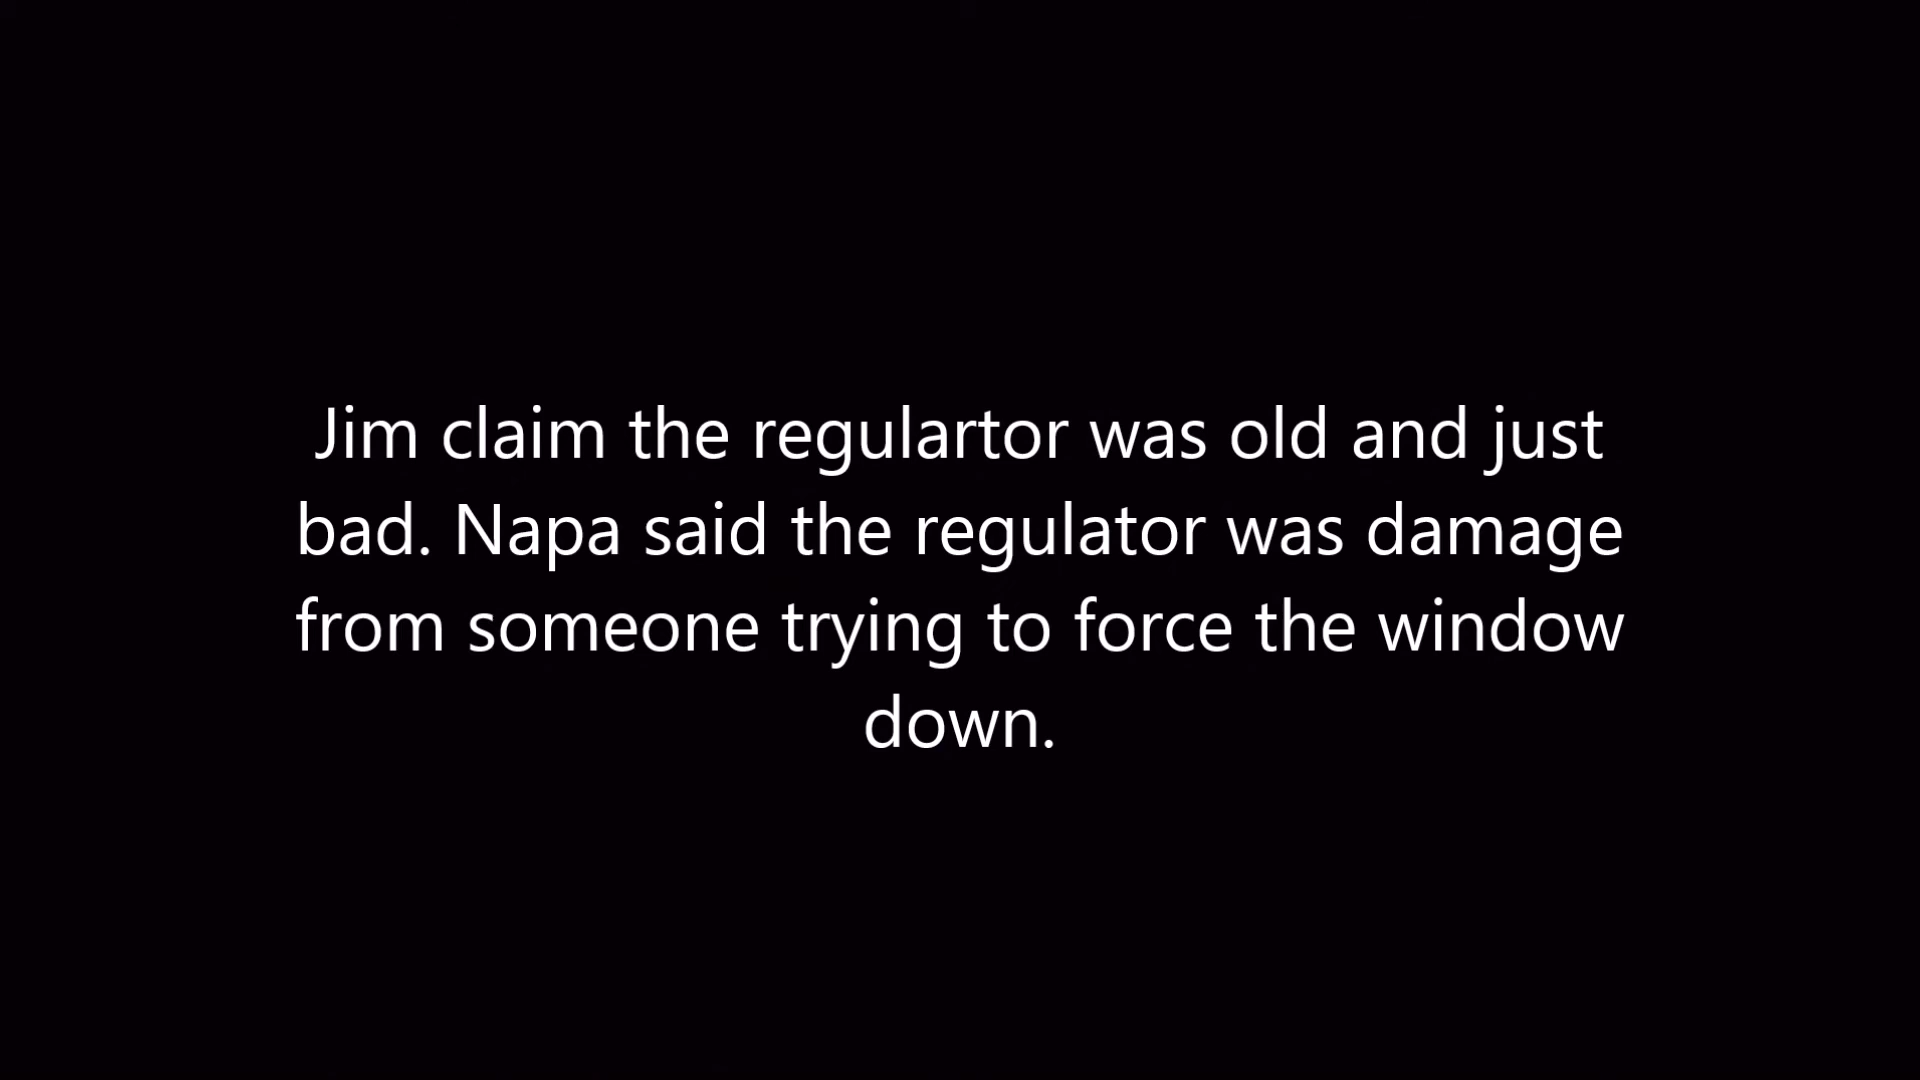 Jim claim the regulartor was old and just
bad. Napa said the regulator was damage
from someone trying to force the window
down.